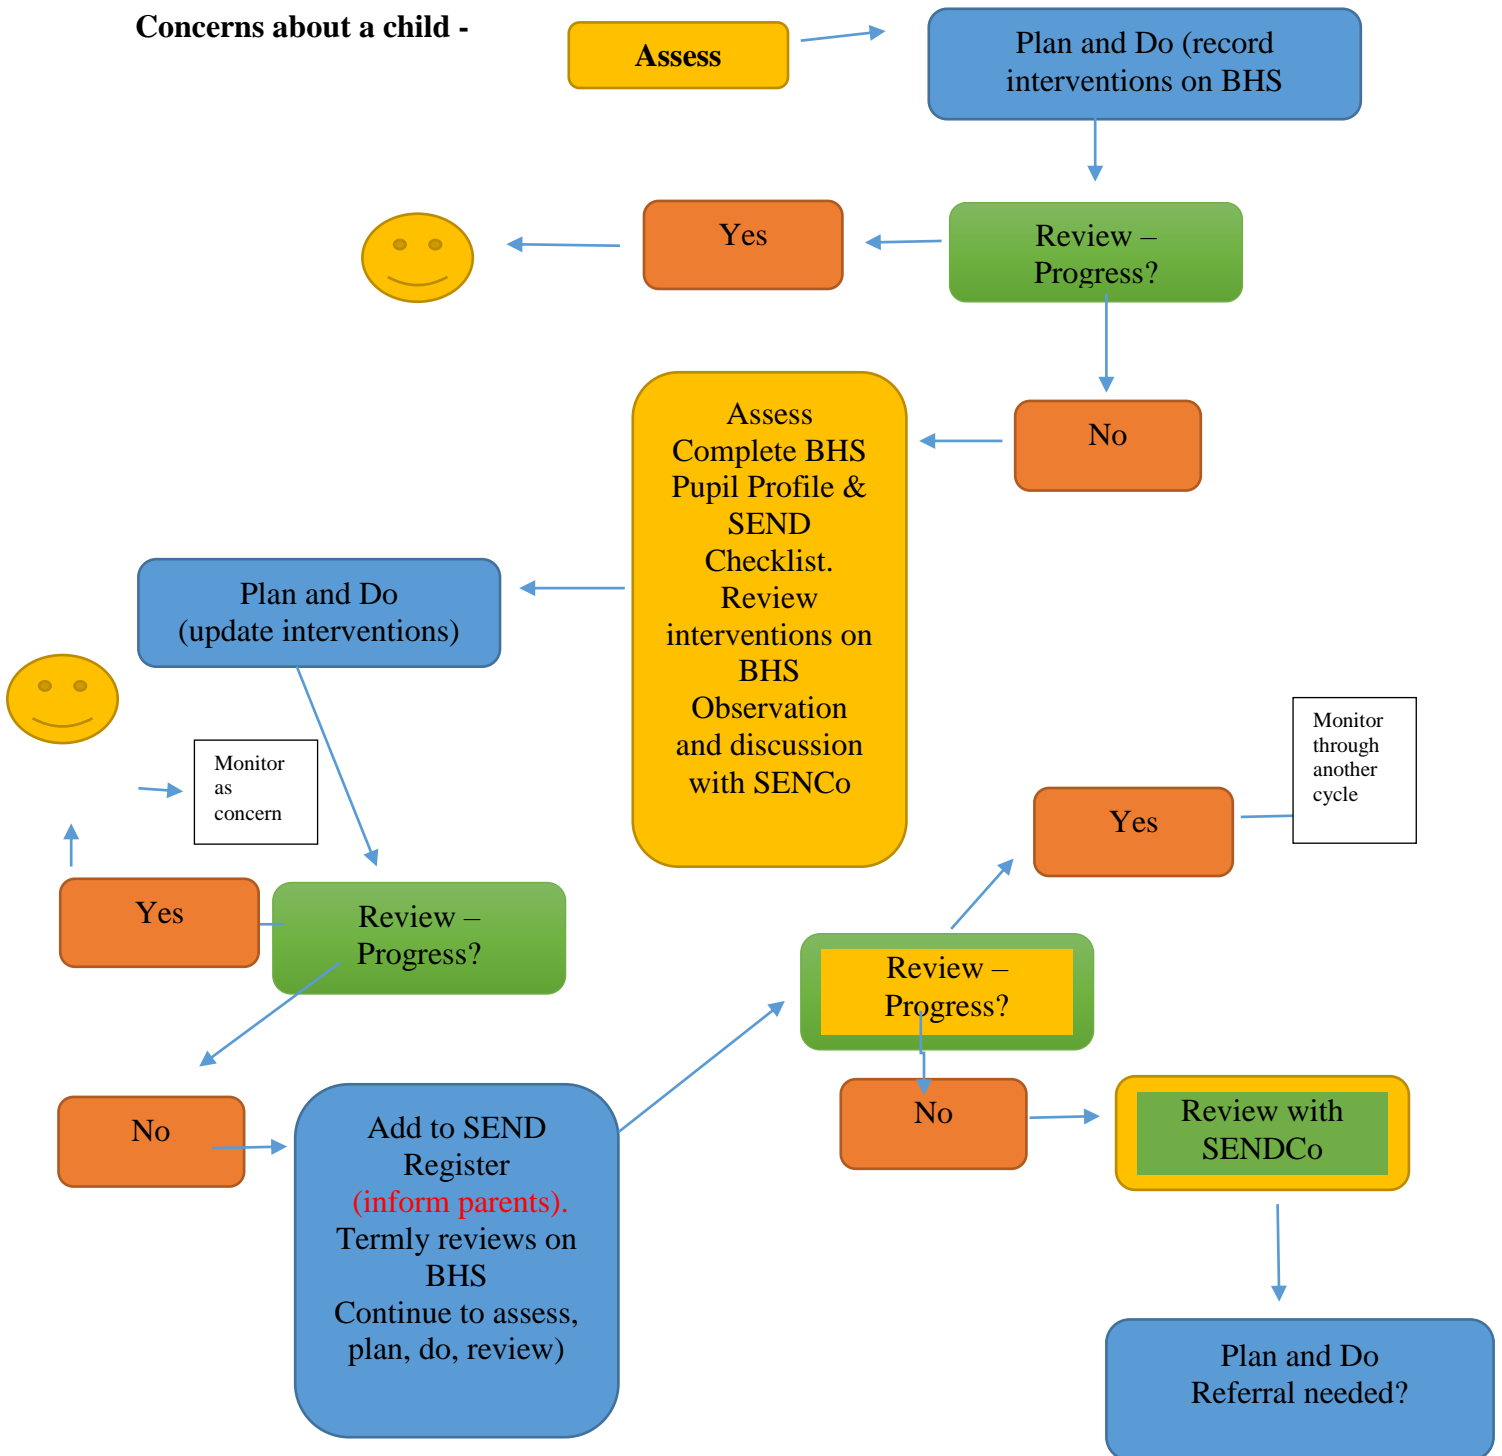 Concerns about a child -
Assess
Plan and Do (record
interventions on BHS
Review –
Progress?
Yes
No
Assess
Complete BHS
Pupil Profile &
SEND
Checklist.
Review
interventions on
BHS
Observation
and discussion
with SENCo
Plan and Do
(update interventions)
Review –
Progress?
Yes
Monitor
as
concern
No
Add to SEND
Register
(inform parents).
Termly reviews on
BHS
Continue to assess,
plan, do, review)
Review –
Progress?
Yes
Monitor
through
another
cycle
No
Review with
SENDCo
Plan and Do
Referral needed?